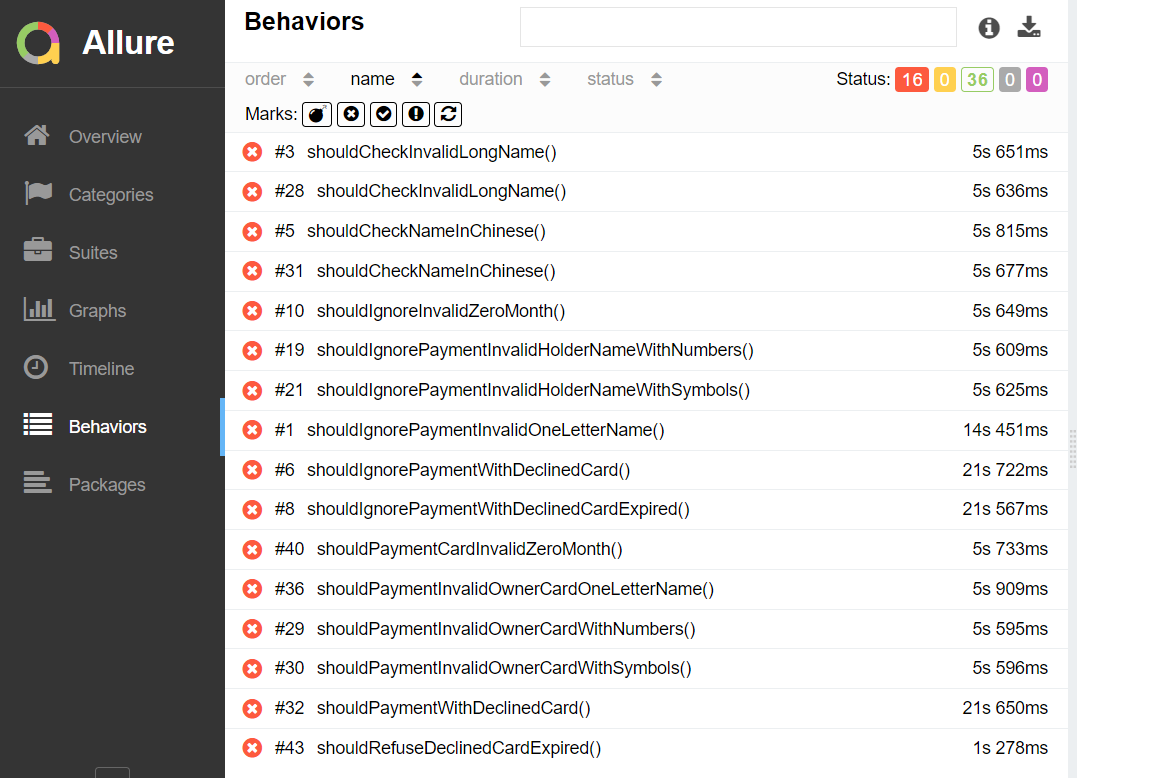 Allure
Overview
Categories
Suites
Graphs
Timeline
Behaviors
Packages
Behaviors
order name duration status Status: 16 0 36 0 0
Marks:
#3 shouldCheckInvalidLongName() 5s 651ms
#28 shouldCheckInvalidLongName() 5s 636ms
#5 shouldCheckNameInChinese() 5s 815ms
#31 shouldCheckNameInChinese() 5s 677ms
#10 shouldIgnoreInvalidZeroMonth() 5s 649ms
#19 shouldIgnorePaymentInvalidHolderNameWithNumbers() 5s 609ms
#21 shouldIgnorePaymentInvalidHolderNameWithSymbols() 5s 625ms
#1 shouldIgnorePaymentInvalidOneLetterName() 14s 451ms
#6 shouldIgnorePaymentWithDeclinedCard() 21s 722ms
#8 shouldIgnorePaymentWithDeclinedCardExpired() 21s 567ms
#40 shouldPaymentCardInvalidZeroMonth() 5s 733ms
#36 shouldPaymentInvalidOwnerCardOneLetterName() 5s 909ms
#29 shouldPaymentInvalidOwnerCardWithNumbers() 5s 595ms
#30 shouldPaymentInvalidOwnerCardWithSymbols() 5s 596ms
#32 shouldPaymentWithDeclinedCard() 21s 650ms
#43 shouldRefuseDeclinedCardExpired() 1s 278ms